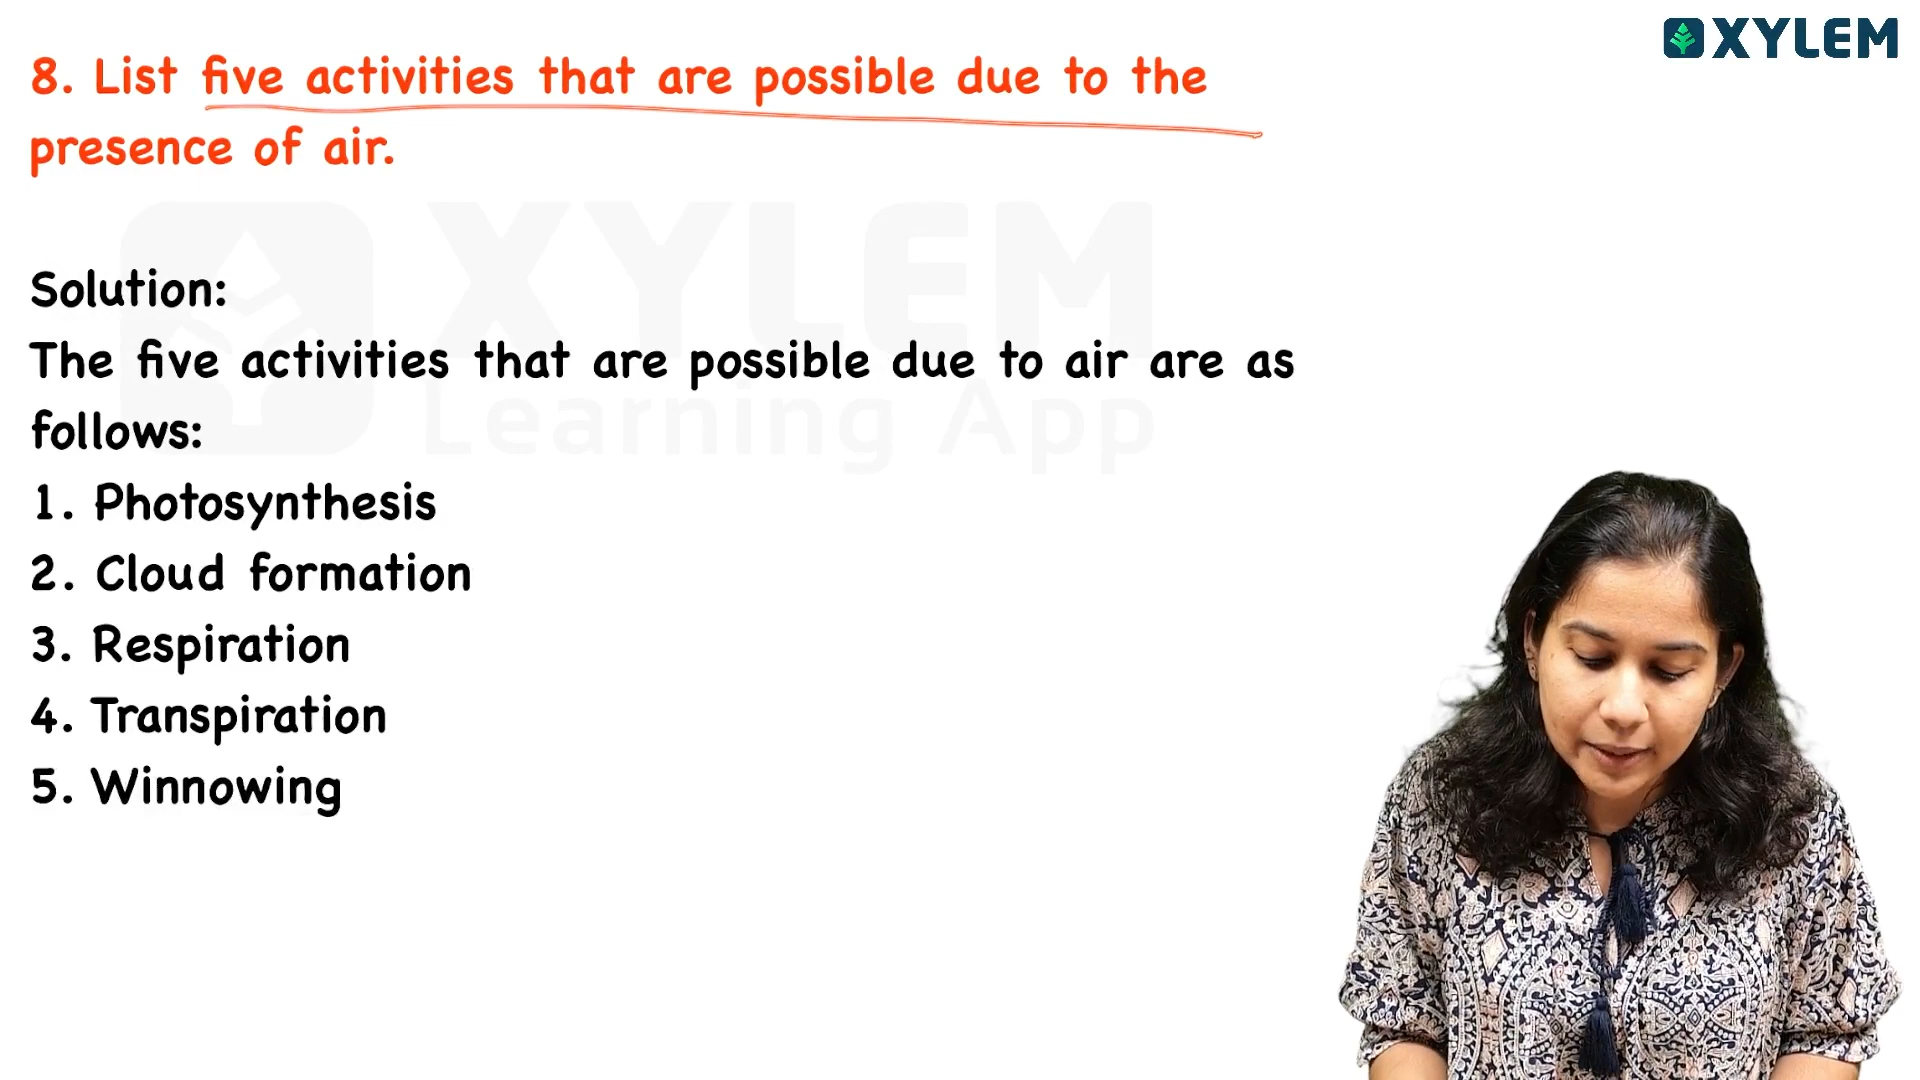 XYLEM
8. List five activities that are possible due to the
presence of air.
XYLEM
Learning App
Solution:
The five activities that are possible due to air are as
follows:
1. Photosynthesis
2. Cloud formation
3. Respiration
4. Transpiration
5. Winnowing